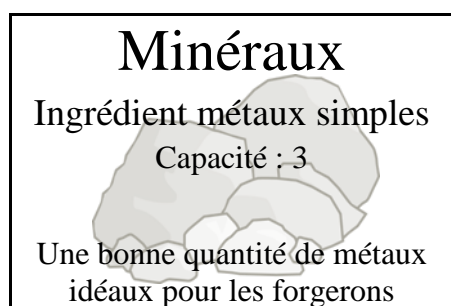 Minéraux
Ingrédient métaux simples
Capacité : 3
Une bonne quantité de métaux
idéaux pour les forgerons